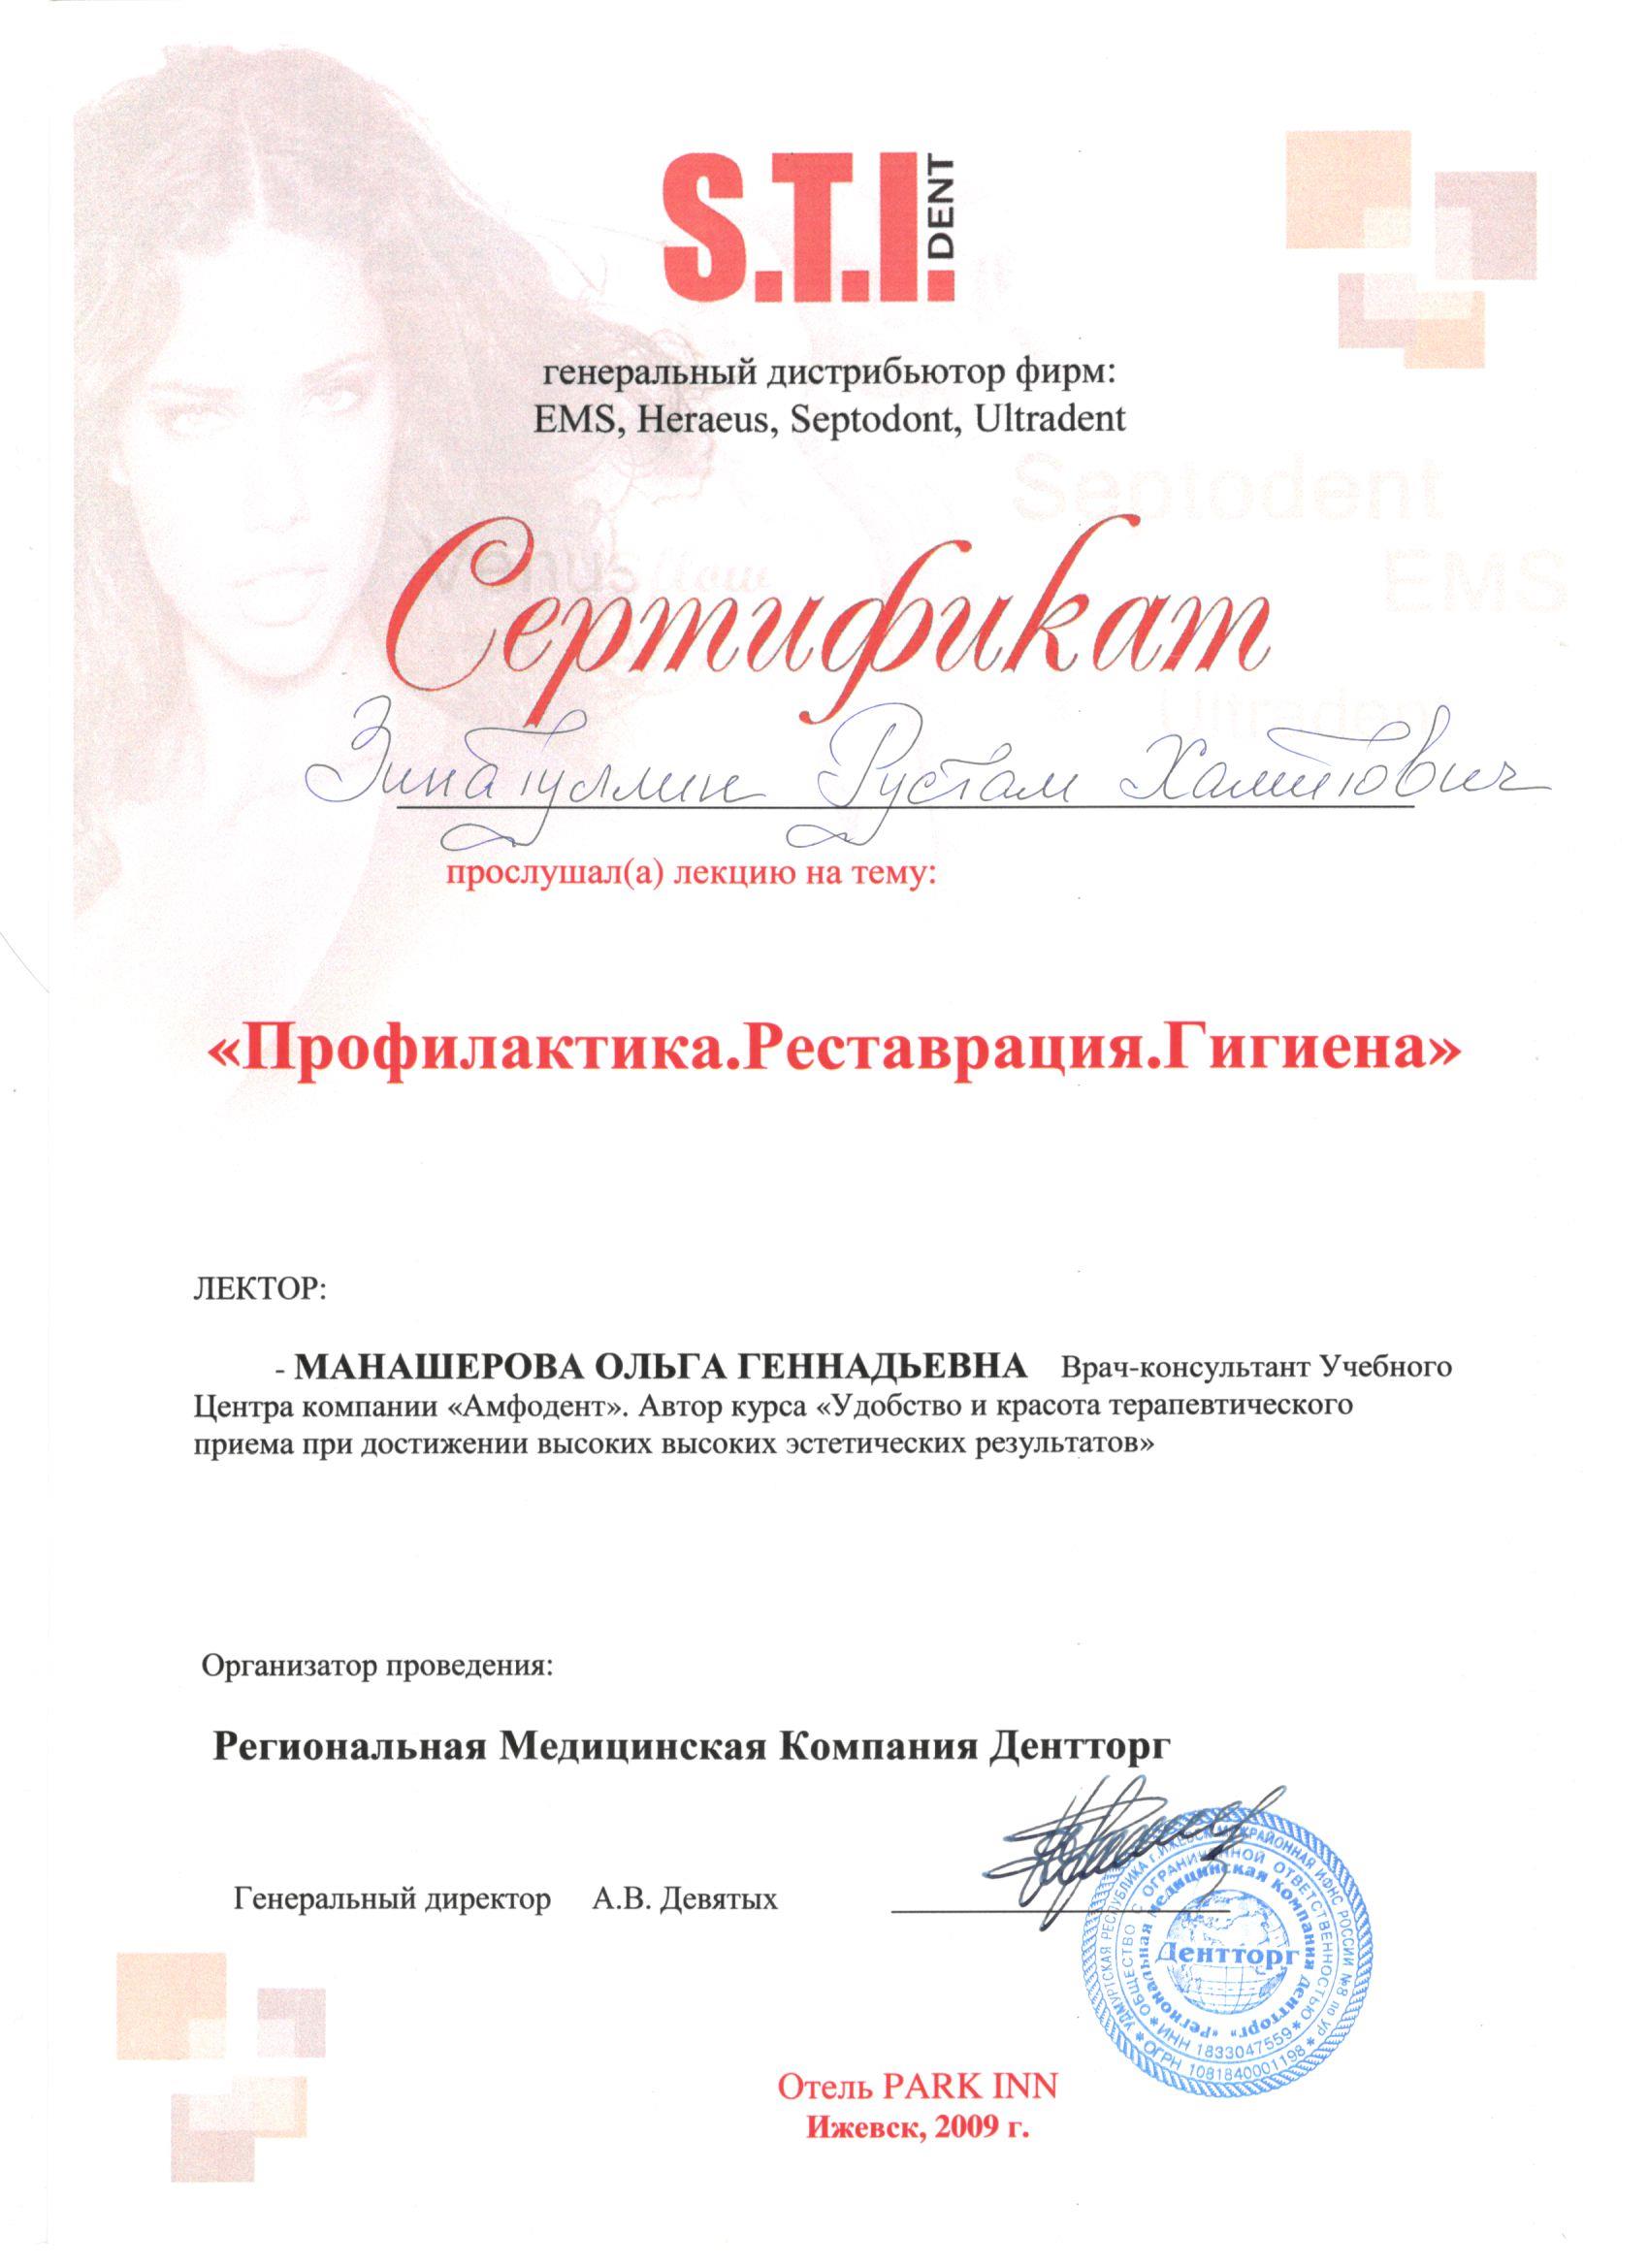 S.T.I.DENT
генеральный дистрибьютор фирм:
EMS, Heraeus, Septodont, Ultradent
Septodent
Venus flow
EMS
Сертификат
Ultradent
Зинатуллин Рустам Хамитович
прослушал(а) лекцию на тему:
«Профилактика.Реставрация.Гигиена»
ЛЕКТОР:
- МАНАШЕРОВА ОЛЬГА ГЕННАДЬЕВНА Врач-консультант Учебного
Центра компании «Амфодент». Автор курса «Удобство и красота терапевтического
приема при достижении высоких высоких эстетических результатов»
Организатор проведения:
Региональная Медицинская Компания Дентторг
Генеральный директор А.В. Девятых
УДМУРТСКАЯ РЕСПУБЛИКА г.ИЖЕВСК МЕЖРАЙОННАЯ ИФНС РОССИИ №8 по УР
* ОГРН 1081840001198 *
ОБЩЕСТВО С ОГРАНИЧЕННОЙ ОТВЕТСТВЕННОСТЬЮ
* ИНН 1833047559 *
«Региональная Медицинская Компания Дентторг»
Дентторг
Отель PARK INN
Ижевск, 2009 г.